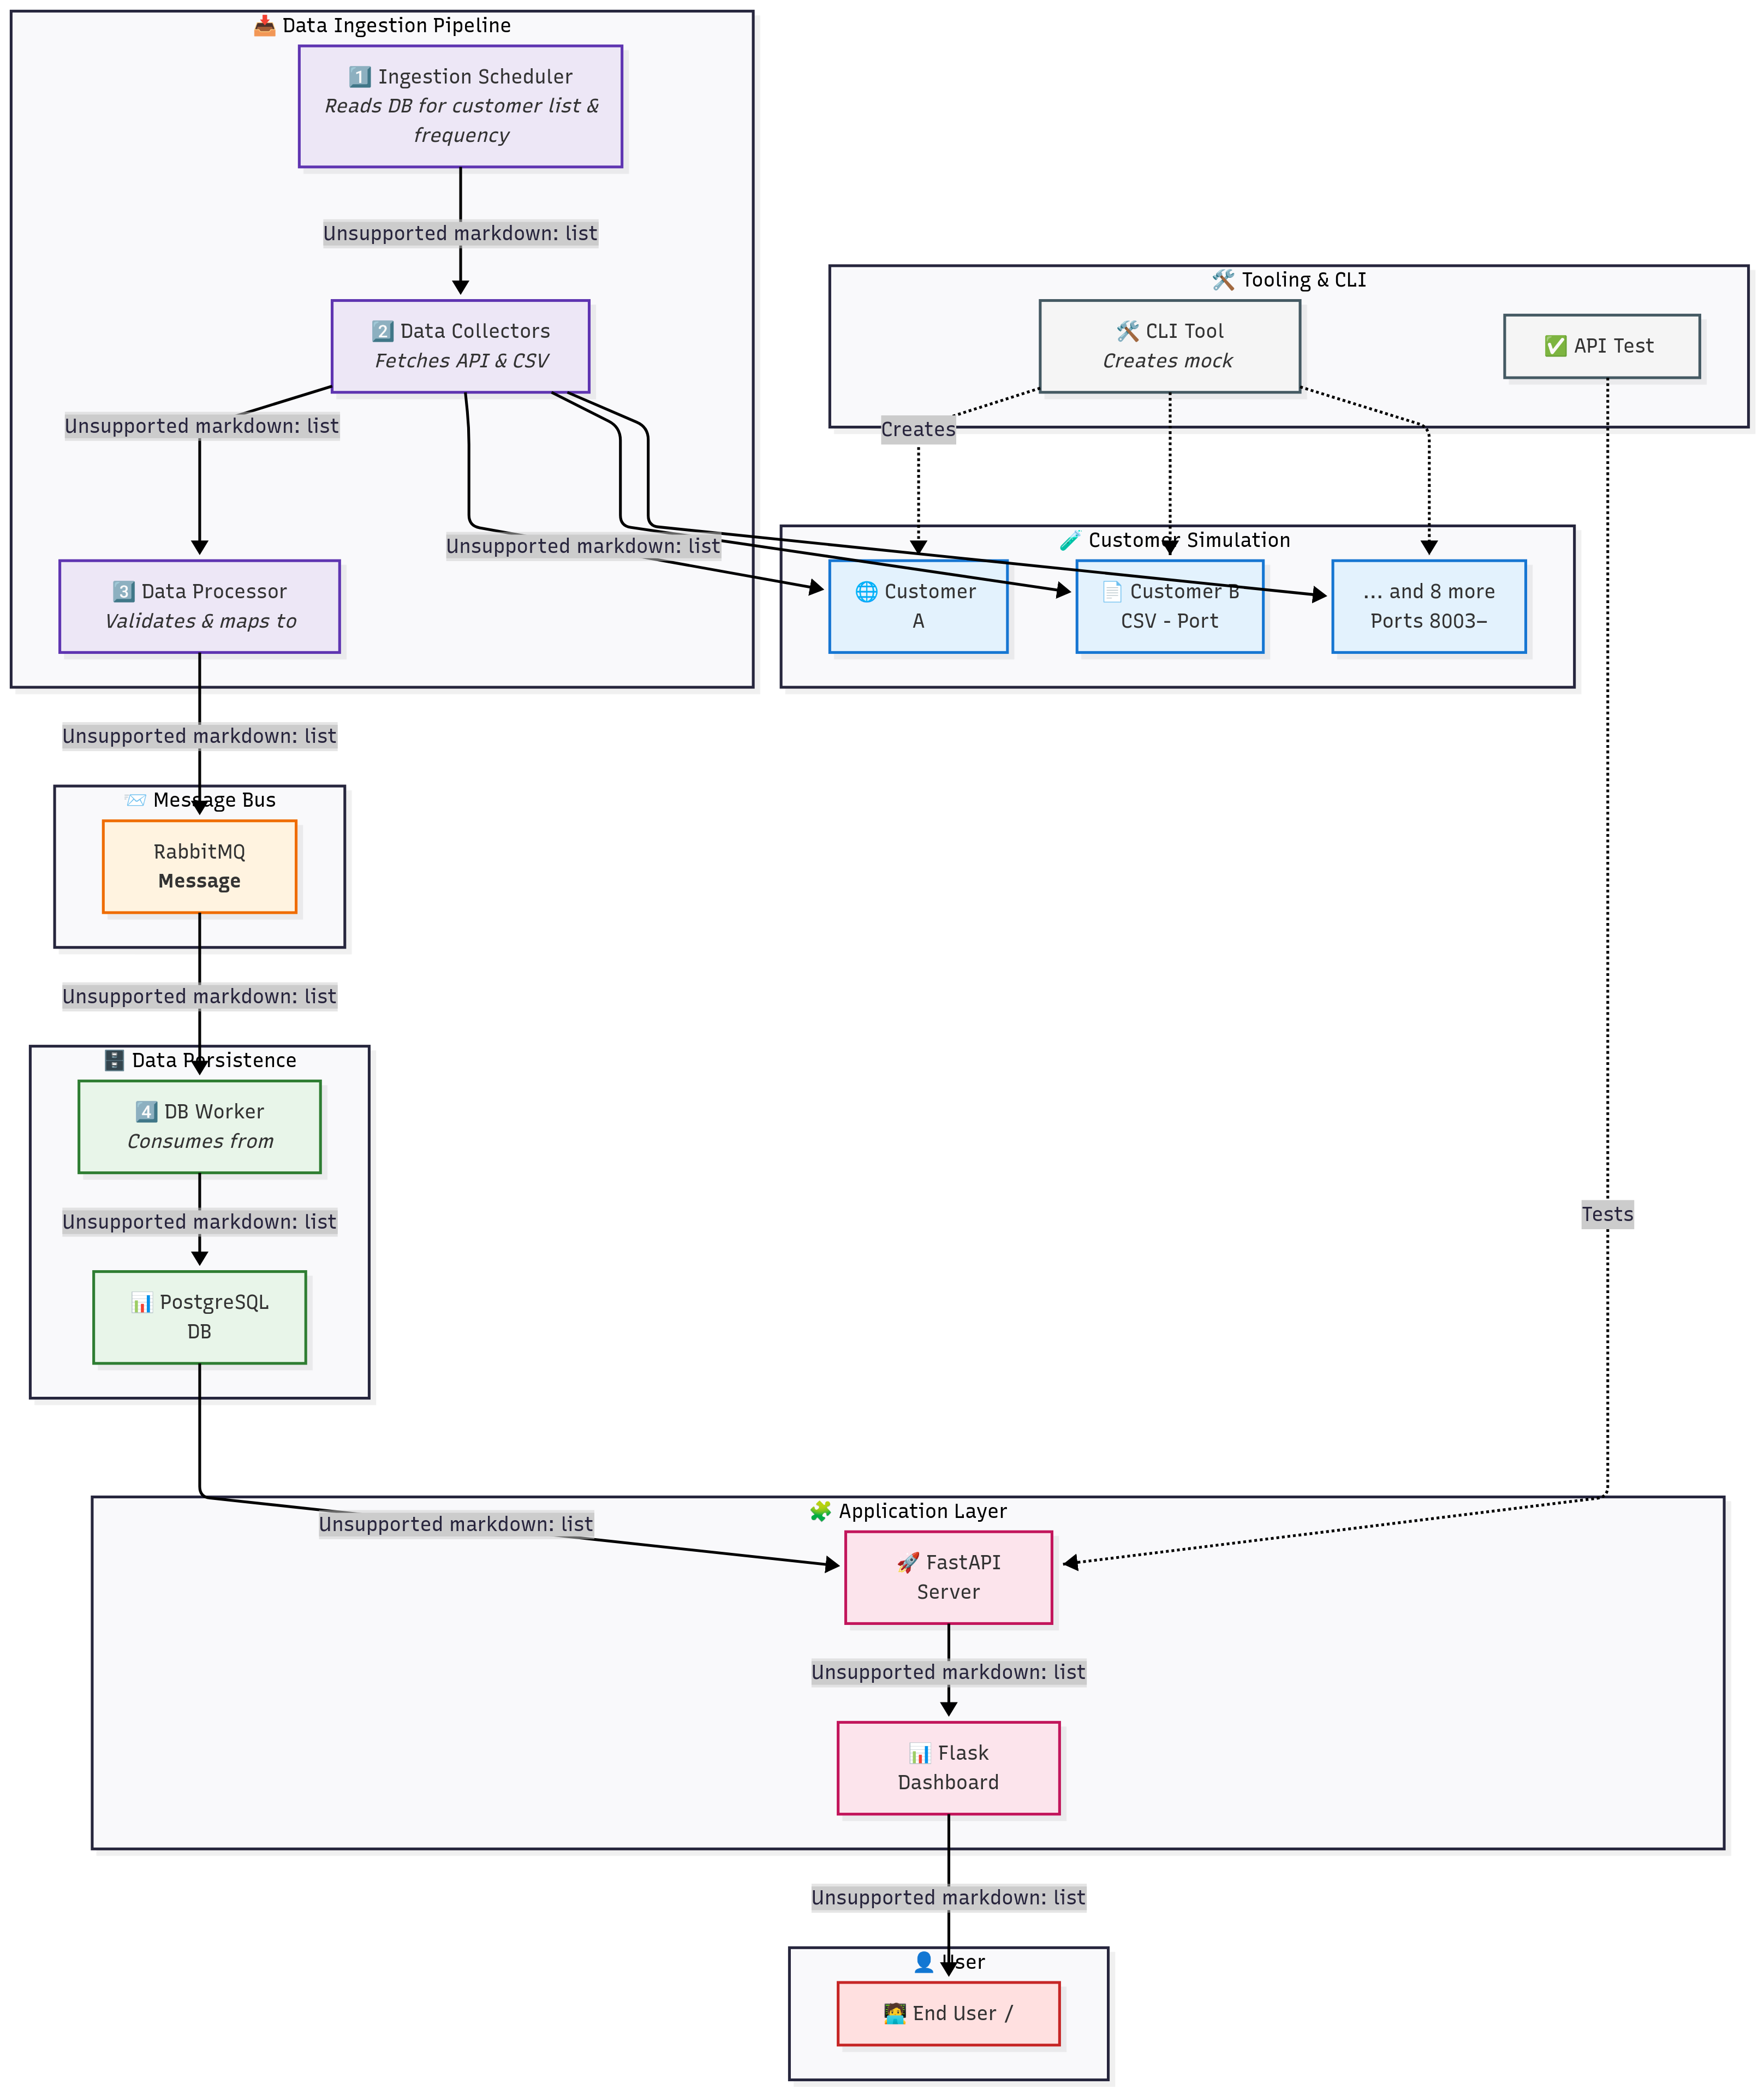 📥 Data Ingestion Pipeline
1️⃣ Ingestion Scheduler
Reads DB for customer list &
frequency
Unsupported markdown: list
2️⃣ Data Collectors
Fetches API & CSV
Unsupported markdown: list
Unsupported markdown: list
3️⃣ Data Processor
Validates & maps to
🛠️ Tooling & CLI
🛠️ CLI Tool
Creates mock
✅ API Test
Creates
🧪 Customer Simulation
🌐 Customer
A
📄 Customer B
CSV - Port
... and 8 more
Ports 8003–
Unsupported markdown: list
📨 Message Bus
RabbitMQ
Message
Unsupported markdown: list
🗄️ Data Persistence
4️⃣ DB Worker
Consumes from
Unsupported markdown: list
📊 PostgreSQL
DB
Tests
🧩 Application Layer
Unsupported markdown: list
🚀 FastAPI
Server
Unsupported markdown: list
📊 Flask
Dashboard
Unsupported markdown: list
👤 User
🧑‍💻 End User /